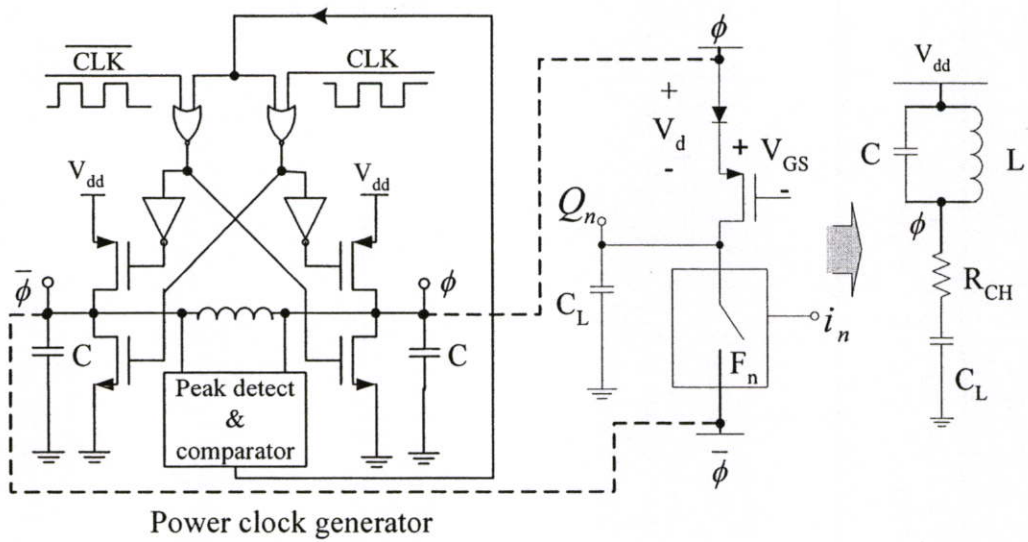 CLK
CLK
V_dd
V_dd
ϕ̅
C
ϕ
C
Peak detect
&
comparator
Power clock generator
ϕ
+
V_d
-
+
V_GS
-
Q_n
C_L
F_n
i_n
ϕ̅
V_dd
C
L
ϕ
R_CH
C_L